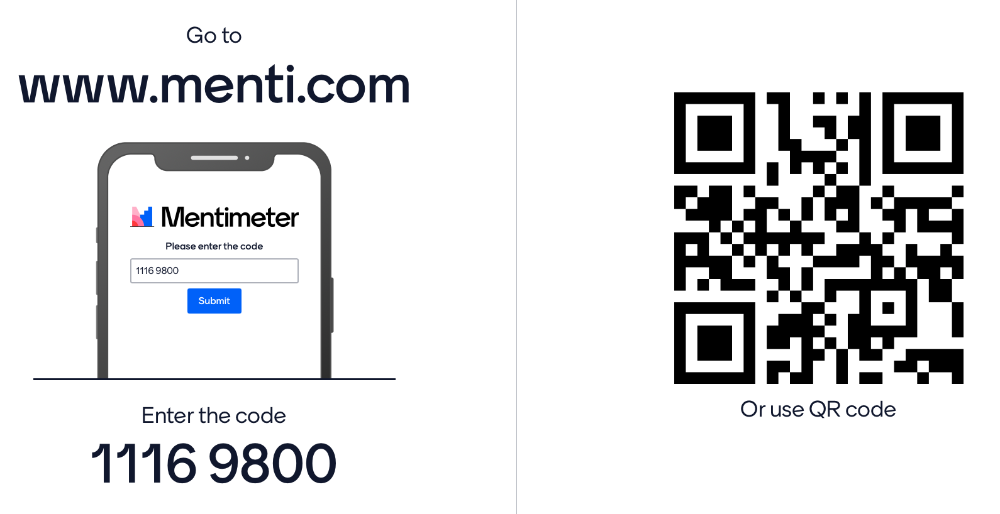 Go to
www.menti.com
Mentimeter
Please enter the code
1116 9800
Submit
Enter the code
1116 9800
Or use QR code